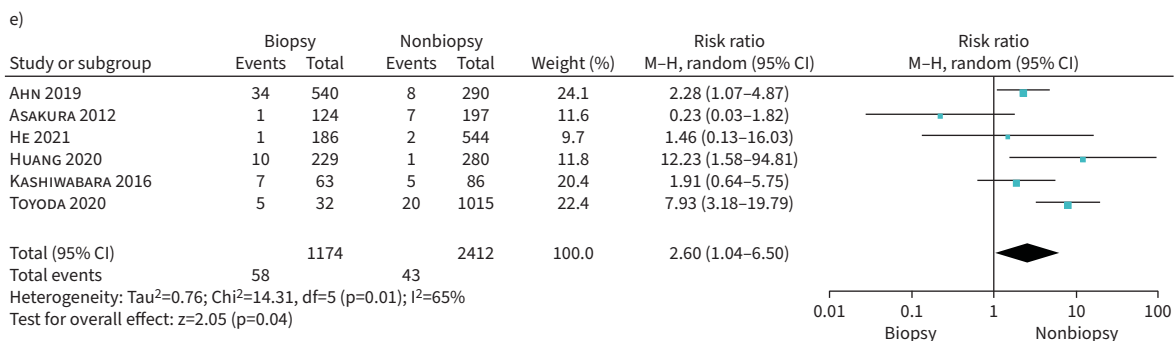 e)
Biopsy Nonbiopsy Risk ratio Risk ratio
Study or subgroup Events Total Events Total Weight (%) M–H, random (95% CI) M–H, random (95% CI)
AHN 2019 34 540 8 290 24.1 2.28 (1.07–4.87)
ASAKURA 2012 1 124 7 197 11.6 0.23 (0.03–1.82)
HE 2021 1 186 2 544 9.7 1.46 (0.13–16.03)
HUANG 2020 10 229 1 280 11.8 12.23 (1.58–94.81)
KASHIWABARA 2016 7 63 5 86 20.4 1.91 (0.64–5.75)
TOYODA 2020 5 32 20 1015 22.4 7.93 (3.18–19.79)
Total (95% CI) 1174 2412 100.0 2.60 (1.04–6.50)
Total events 58 43
Heterogeneity: Tau²=0.76; Chi²=14.31, df=5 (p=0.01); I²=65%
Test for overall effect: z=2.05 (p=0.04)
0.01 0.1 1 10 100
Biopsy Nonbiopsy